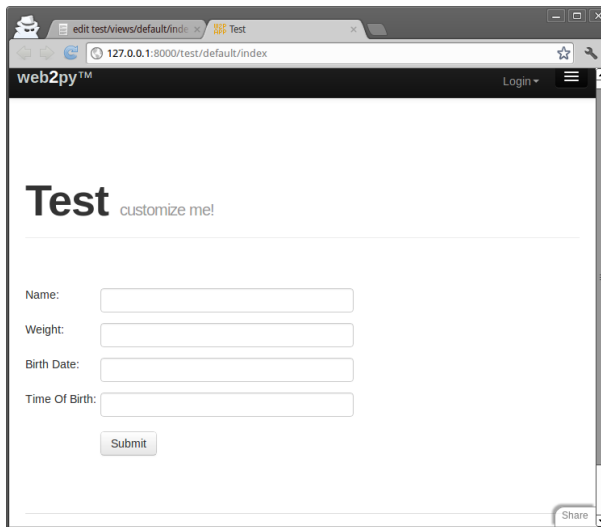 edit test/views/default/inde
Test
127.0.0.1:8000/test/default/index
web2py™
Login
Test customize me!
Name:
Weight:
Birth Date:
Time Of Birth:
Submit
Share